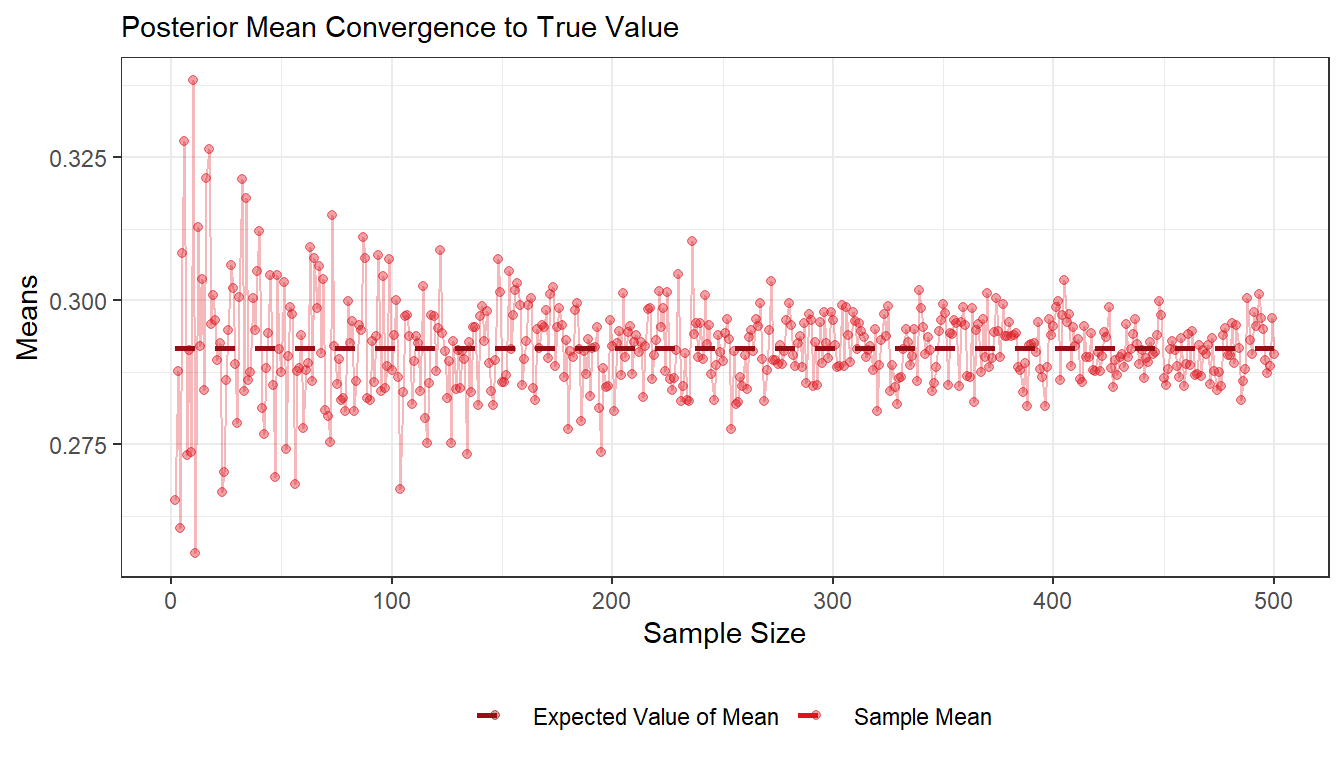 Posterior Mean Convergence to True Value
Means
0.325
0.300
0.275
0 100 200 300 400 500
Sample Size
Expected Value of Mean Sample Mean